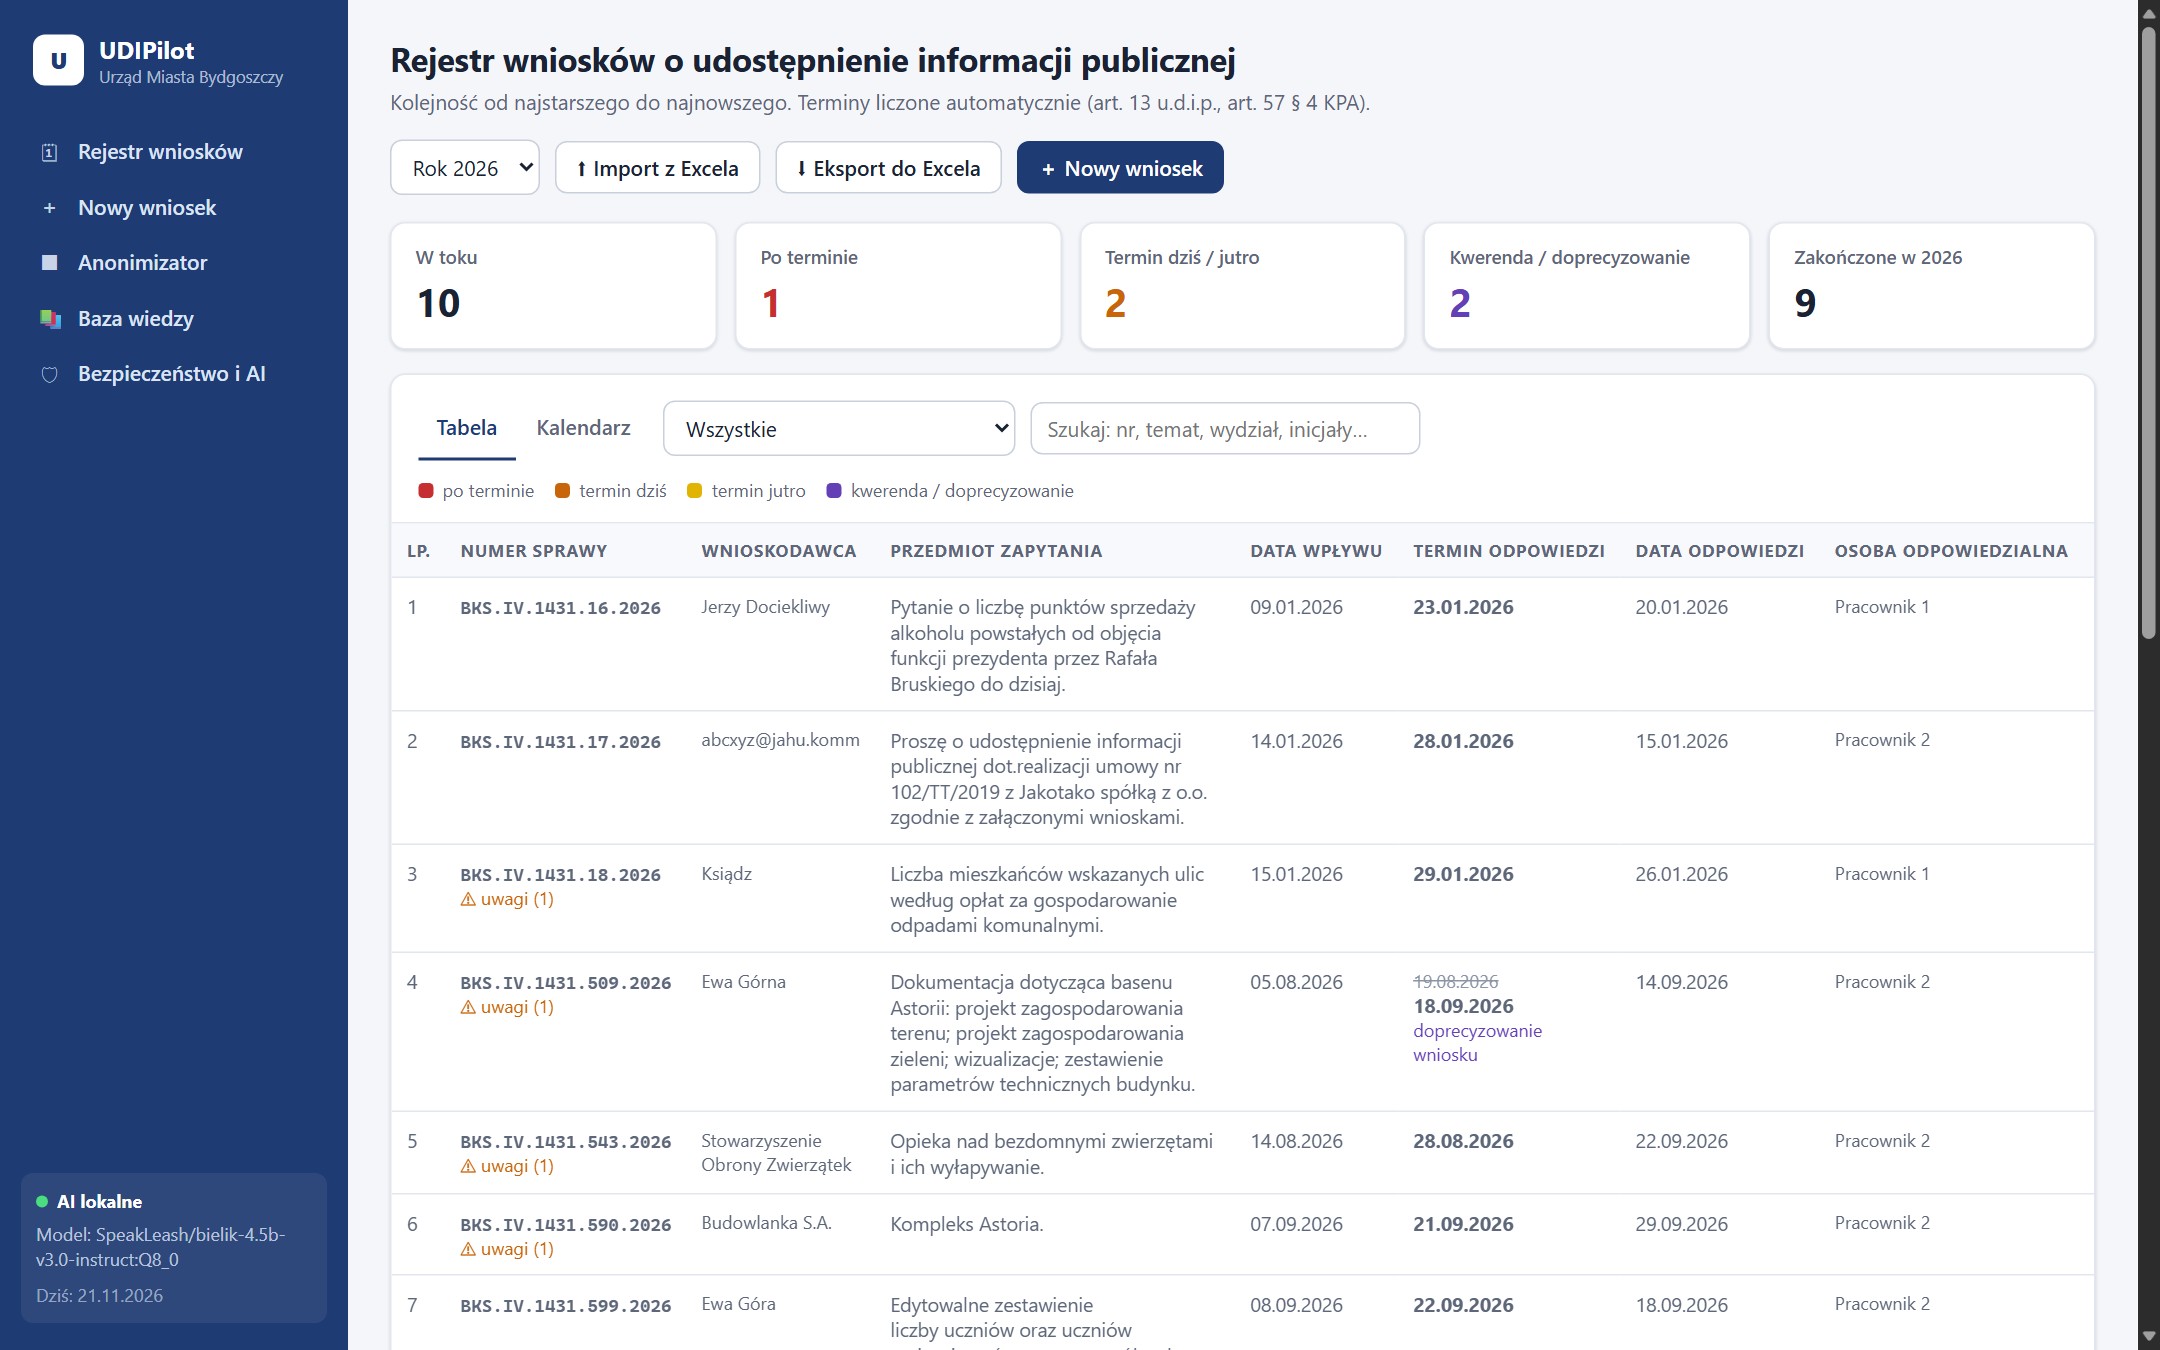 U
UDIPilot
Urząd Miasta Bydgoszczy
Rejestr wniosków
+ Nowy wniosek
Anonimizator
Baza wiedzy
Bezpieczeństwo i AI
AI lokalne
Model: SpeakLeash/bielik-4.5b-
v3.0-instruct:Q8_0
Dziś: 21.11.2026
Rejestr wniosków o udostępnienie informacji publicznej
Kolejność od najstarszego do najnowszego. Terminy liczone automatycznie (art. 13 u.d.i.p., art. 57 § 4 KPA).
Rok 2026
⬆ Import z Excela
⬇ Eksport do Excela
+ Nowy wniosek
W toku
10
Po terminie
1
Termin dziś / jutro
2
Kwerenda / doprecyzowanie
2
Zakończone w 2026
9
Tabela
Kalendarz
Wszystkie
Szukaj: nr, temat, wydział, inicjały...
po terminie
termin dziś
termin jutro
kwerenda / doprecyzowanie
LP. NUMER SPRAWY WNIOSKODAWCA PRZEDMIOT ZAPYTANIA DATA WPŁYWU TERMIN ODPOWIEDZI DATA ODPOWIEDZI OSOBA ODPOWIEDZIALNA
1 BKS.IV.1431.16.2026 Jerzy Dociekliwy Pytanie o liczbę punktów sprzedaży 09.01.2026 23.01.2026 20.01.2026 Pracownik 1
alkoholu powstałych od objęcia
funkcji prezydenta przez Rafała
Bruskiego do dzisiaj.
2 BKS.IV.1431.17.2026 abcxyz@jahu.komm Proszę o udostępnienie informacji 14.01.2026 28.01.2026 15.01.2026 Pracownik 2
publicznej dot.realizacji umowy nr
102/TT/2019 z Jakotako spółką z o.o.
zgodnie z załączonymi wnioskami.
3 BKS.IV.1431.18.2026 Ksiądz Liczba mieszkańców wskazanych ulic 15.01.2026 29.01.2026 26.01.2026 Pracownik 1
⚠ uwagi (1) według opłat za gospodarowanie
odpadami komunalnymi.
4 BKS.IV.1431.509.2026 Ewa Górna Dokumentacja dotycząca basenu 05.08.2026 19.08.2026 14.09.2026 Pracownik 2
⚠ uwagi (1) Astorii: projekt zagospodarowania 18.09.2026
terenu; projekt zagospodarowania doprecyzowanie
zieleni; wizualizacje; zestawienie wniosku
parametrów technicznych budynku.
5 BKS.IV.1431.543.2026 Stowarzyszenie Opieka nad bezdomnymi zwierzętami 14.08.2026 28.08.2026 22.09.2026 Pracownik 2
⚠ uwagi (1) Obrony Zwierzątek i ich wyłapywanie.
6 BKS.IV.1431.590.2026 Budowlanka S.A. Kompleks Astoria. 07.09.2026 21.09.2026 29.09.2026 Pracownik 2
⚠ uwagi (1)
7 BKS.IV.1431.599.2026 Ewa Góra Edytowalne zestawienie 08.09.2026 22.09.2026 18.09.2026 Pracownik 2
liczby uczniów oraz uczniów